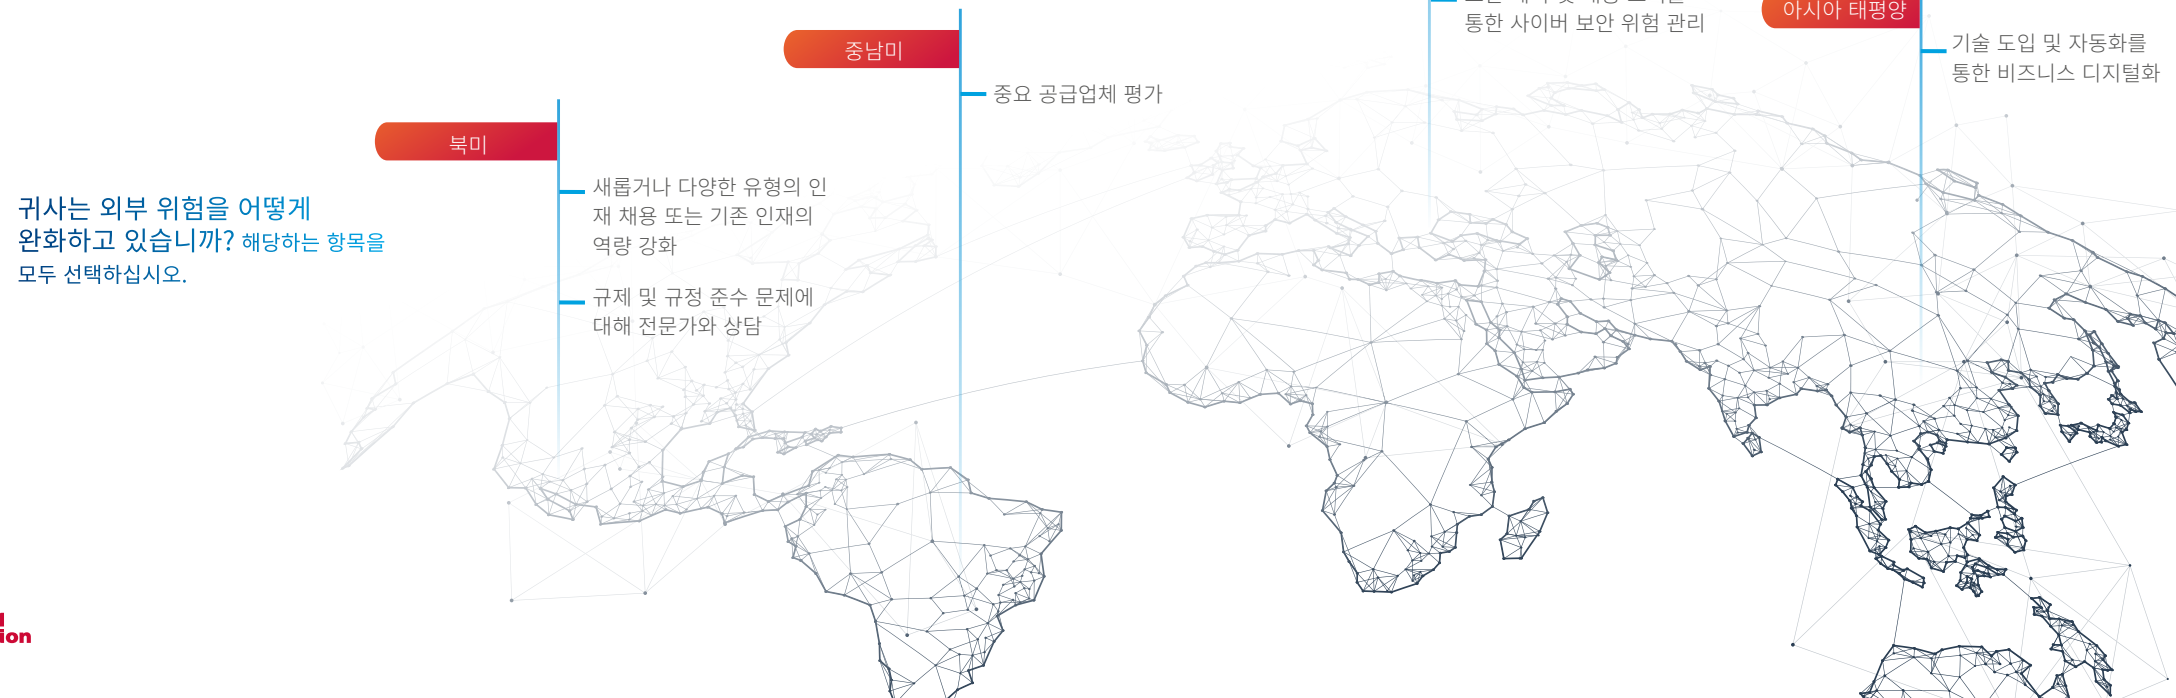 귀사는 외부 위험을 어떻게
완화하고 있습니까? 해당하는 항목을
모두 선택하십시오.
북미
새롭거나 다양한 유형의 인
재 채용 또는 기존 인재의
역량 강화
규제 및 규정 준수 문제에
대해 전문가와 상담
중남미
중요 공급업체 평가
통한 사이버 보안 위험 관리
아시아 태평양
기술 도입 및 자동화를
통한 비즈니스 디지털화
ion